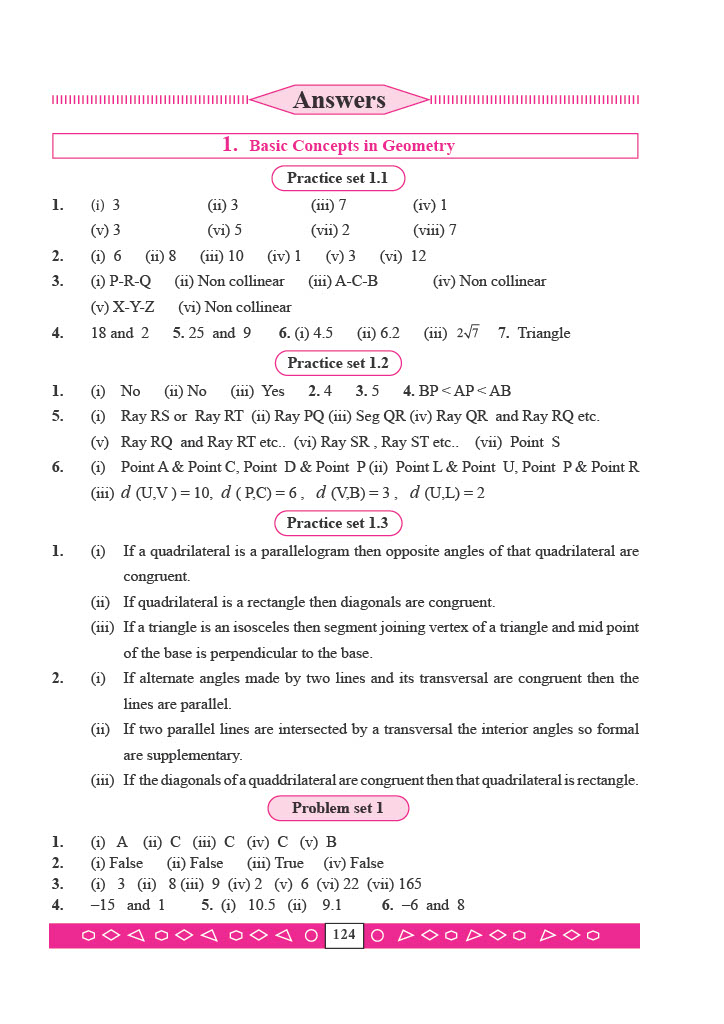 Answers
1. Basic Concepts in Geometry
Practice set 1.1
1. (i) 3 (ii) 3 (iii) 7 (iv) 1
(v) 3 (vi) 5 (vii) 2 (viii) 7
2. (i) 6 (ii) 8 (iii) 10 (iv) 1 (v) 3 (vi) 12
3. (i) P-R-Q (ii) Non collinear (iii) A-C-B (iv) Non collinear
(v) X-Y-Z (vi) Non collinear
4. 18 and 2 5. 25 and 9 6. (i) 4.5 (ii) 6.2 (iii) 2√7 7. Triangle
Practice set 1.2
1. (i) No (ii) No (iii) Yes 2. 4 3. 5 4. BP < AP < AB
5. (i) Ray RS or Ray RT (ii) Ray PQ (iii) Seg QR (iv) Ray QR and Ray RQ etc.
(v) Ray RQ and Ray RT etc.. (vi) Ray SR , Ray ST etc.. (vii) Point S
6. (i) Point A & Point C, Point D & Point P (ii) Point L & Point U, Point P & Point R
(iii) d (U,V ) = 10, d ( P,C) = 6 , d (V,B) = 3 , d (U,L) = 2
Practice set 1.3
1. (i) If a quadrilateral is a parallelogram then opposite angles of that quadrilateral are
congruent.
(ii) If quadrilateral is a rectangle then diagonals are congruent.
(iii) If a triangle is an isosceles then segment joining vertex of a triangle and mid point
of the base is perpendicular to the base.
2. (i) If alternate angles made by two lines and its transversal are congruent then the
lines are parallel.
(ii) If two parallel lines are intersected by a transversal the interior angles so formal
are supplementary.
(iii) If the diagonals of a quaddrilateral are congruent then that quadrilateral is rectangle.
Problem set 1
1. (i) A (ii) C (iii) C (iv) C (v) B
2. (i) False (ii) False (iii) True (iv) False
3. (i) 3 (ii) 8 (iii) 9 (iv) 2 (v) 6 (vi) 22 (vii) 165
4. –15 and 1 5. (i) 10.5 (ii) 9.1 6. –6 and 8
124